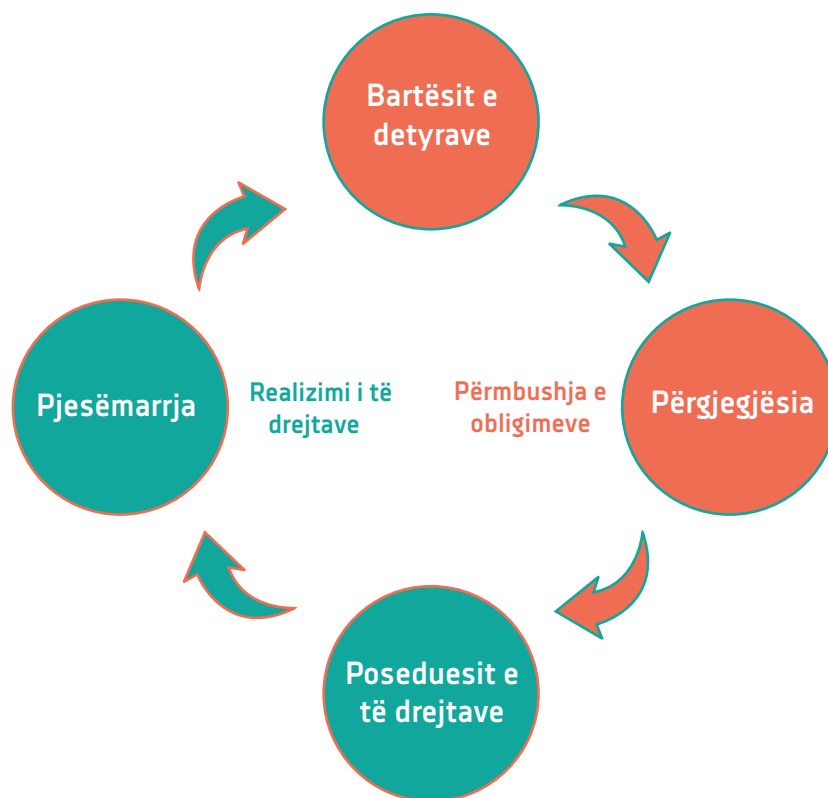 Bartësit e
detyrave
Pjesëmarrja
Realizimi i të
drejtave
Përmbushja e
obligimeve
Përgjegjësia
Poseduesit e
të drejtave